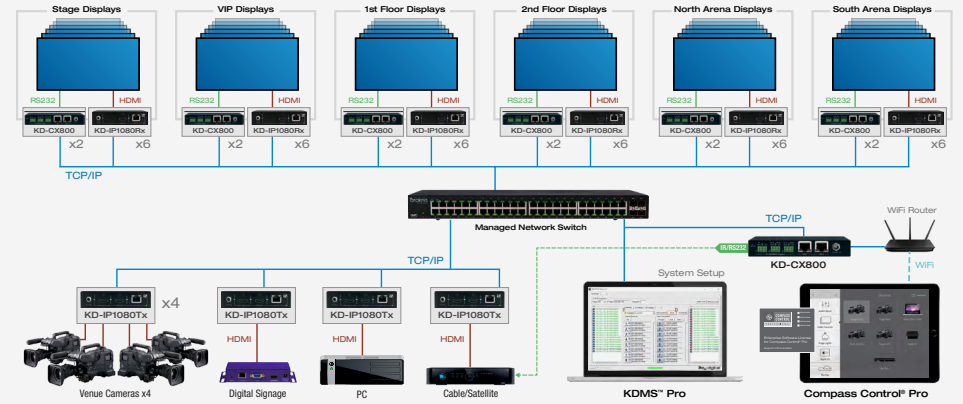 Stage Displays
VIP Displays
1st Floor Displays
2nd Floor Displays
North Arena Displays
South Arena Displays
RS232 HDMI
RS232 HDMI
RS232 HDMI
RS232 HDMI
RS232 HDMI
RS232 HDMI
KD-CX800 KD-IP1080Rx
KD-CX800 KD-IP1080Rx
KD-CX800 KD-IP1080Rx
KD-CX800 KD-IP1080Rx
KD-CX800 KD-IP1080Rx
KD-CX800 KD-IP1080Rx
x2 x6
x2 x6
x2 x6
x2 x6
x2 x6
x2 x6
TCP/IP
Managed Network Switch
TCP/IP
WiFi Router
IR/RS232
KD-CX800
WiFi
TCP/IP
System Setup
x4
KD-IP1080Tx
KD-IP1080Tx
KD-IP1080Tx
KD-IP1080Tx
HDMI
HDMI
HDMI
Venue Cameras x4
Digital Signage
PC
Cable/Satellite
KDMS™ Pro
Compass Control® Pro